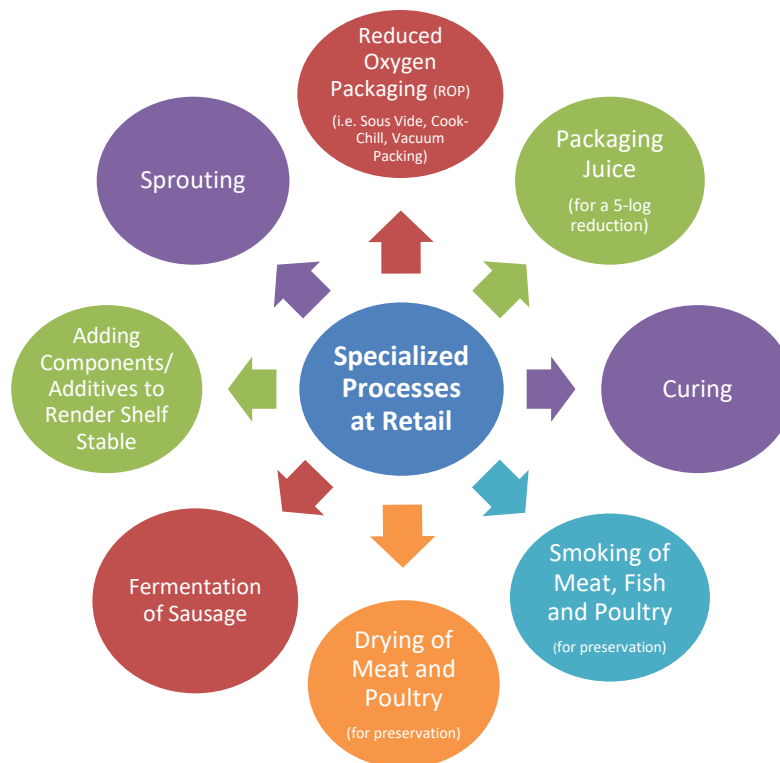 Reduced
Oxygen
Packaging (ROP)
(i.e. Sous Vide, Cook-
Chill, Vacuum
Packing)
Packaging
Juice
(for a 5-log
reduction)
Curing
Smoking of
Meat, Fish
and Poultry
(for preservation)
Drying of
Meat and
Poultry
(for preservation)
Fermentation
of Sausage
Adding
Components/
Additives to
Render Shelf
Stable
Sprouting
Specialized
Processes
at Retail